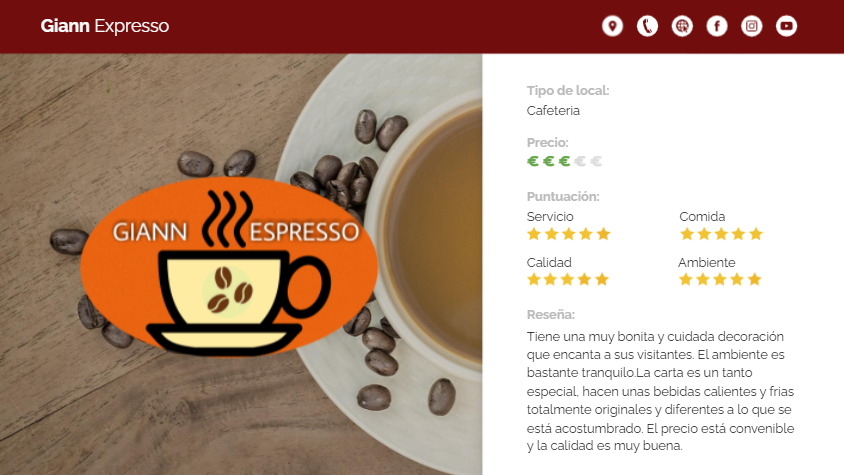 Giann Expresso
GIANN ESPRESSO
Tipo de local:
Cafeteria
Precio:
€ € € € €
Puntuación:
Servicio Comida
Calidad Ambiente
Reseña:
Tiene una muy bonita y cuidada decoración
que encanta a sus visitantes. El ambiente es
bastante tranquilo.La carta es un tanto
especial, hacen unas bebidas calientes y frias
totalmente originales y diferentes a lo que se
está acostumbrado. El precio está convenible
y la calidad es muy buena.